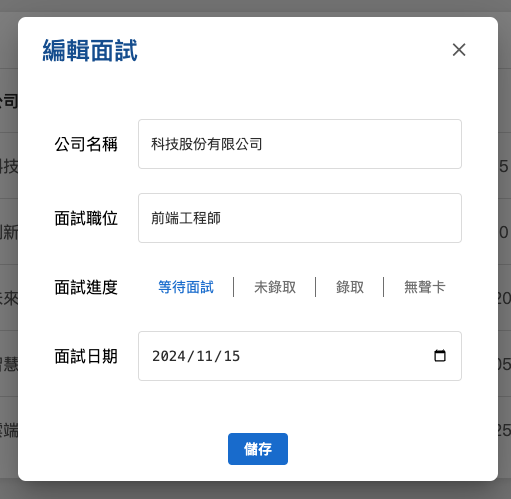 編輯面試
公司名稱 科技股份有限公司
面試職位 前端工程師
面試進度 等待面試 未錄取 錄取 無聲卡
面試日期 2024/11/15
儲存